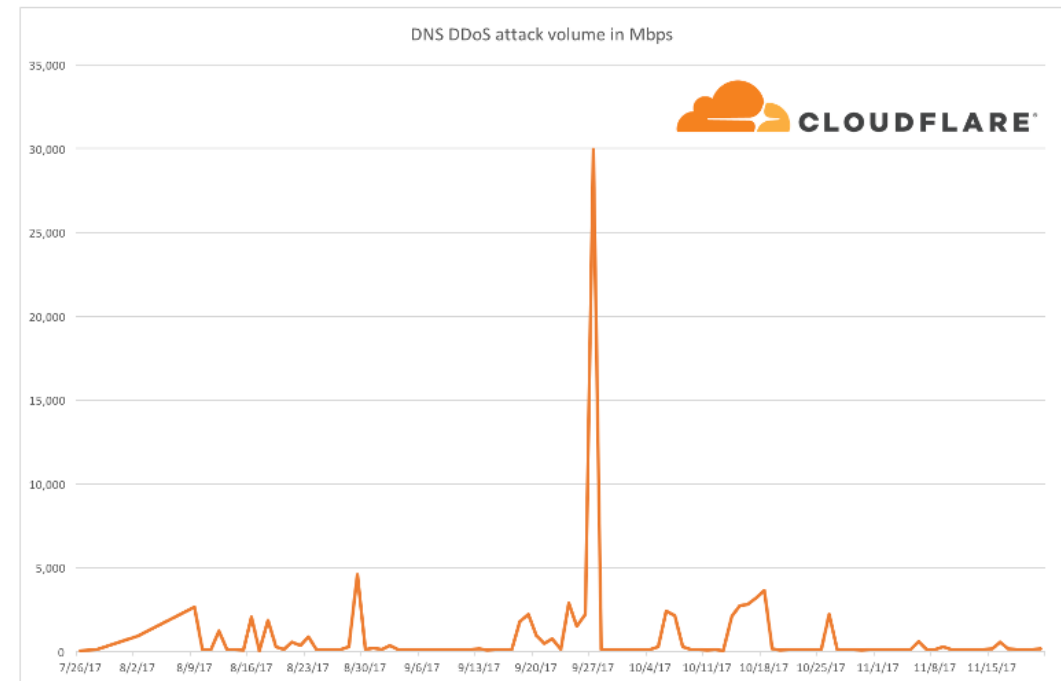 DNS DDoS attack volume in Mbps
35,000
CLOUDFLARE®
30,000
25,000
20,000
15,000
10,000
5,000
0
7/26/17 8/2/17 8/9/17 8/16/17 8/23/17 8/30/17 9/6/17 9/13/17 9/20/17 9/27/17 10/4/17 10/11/17 10/18/17 10/25/17 11/1/17 11/8/17 11/15/17